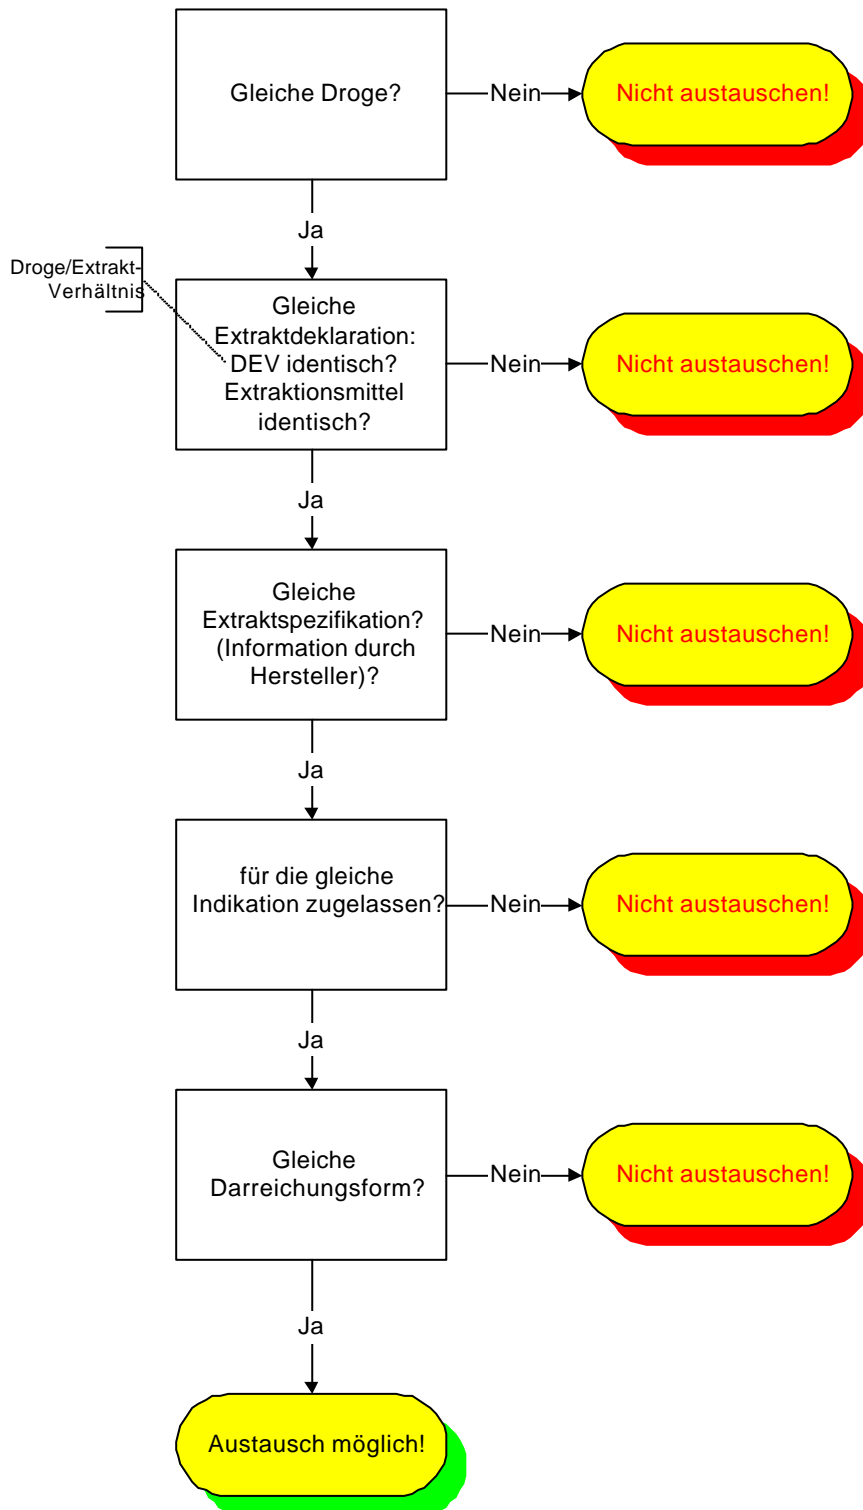 Gleiche Droge?
Nein
Nicht austauschen!
Ja
Droge/Extrakt-
Verhältnis
Gleiche
Extraktdeklaration:
DEV identisch?
Extraktionsmittel
identisch?
Nein
Nicht austauschen!
Ja
Gleiche
Extraktspezifikation?
(Information durch
Hersteller)?
Nein
Nicht austauschen!
Ja
für die gleiche
Indikation zugelassen?
Nein
Nicht austauschen!
Ja
Gleiche
Darreichungsform?
Nein
Nicht austauschen!
Ja
Austausch möglich!